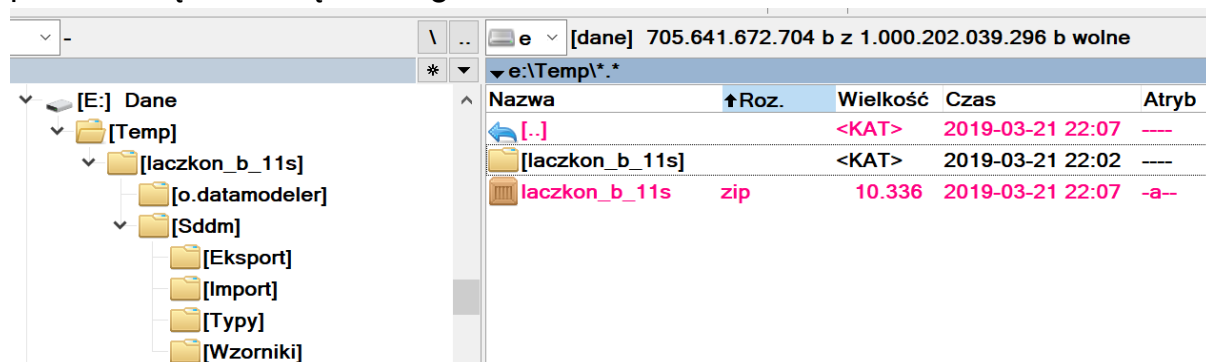 -
\ ..
e [dane] 705.641.672.704 b z 1.000.202.039.296 b wolne
* e:\Temp\*.*
[E:] Dane
[Temp]
[laczkon_b_11s]
[o.datamodeler]
[Sddm]
[Eksport]
[Import]
[Typy]
[Wzorniki]
Nazwa Roz. Wielkość Czas Atryb
[..] <KAT> 2019-03-21 22:07 ----
[laczkon_b_11s] <KAT> 2019-03-21 22:02 ----
laczkon_b_11s zip 10.336 2019-03-21 22:07 -a--